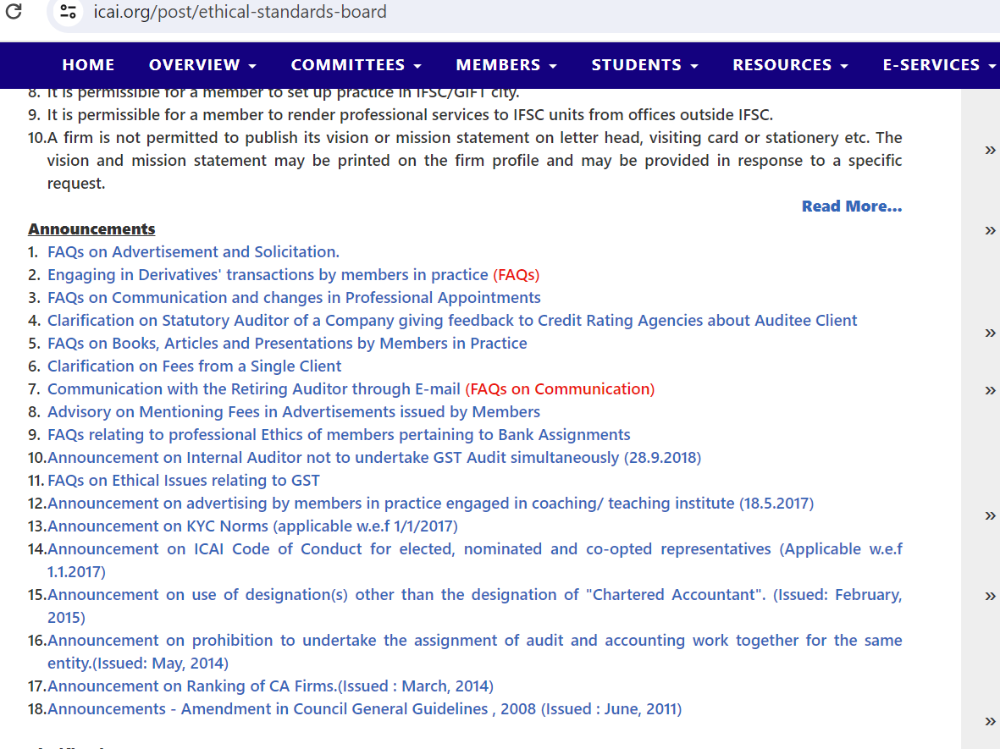 icai.org/post/ethical-standards-board
HOME OVERVIEW COMMITTEES MEMBERS STUDENTS RESOURCES E-SERVICES
8. It is permissible for a member to set up practice in IFSC/GIFT city.
9. It is permissible for a member to render professional services to IFSC units from offices outside IFSC.
10.A firm is not permitted to publish its vision or mission statement on letter head, visiting card or stationery etc. The
vision and mission statement may be printed on the firm profile and may be provided in response to a specific
request.
Read More...
Announcements
1. FAQs on Advertisement and Solicitation.
2. Engaging in Derivatives' transactions by members in practice (FAQs)
3. FAQs on Communication and changes in Professional Appointments
4. Clarification on Statutory Auditor of a Company giving feedback to Credit Rating Agencies about Auditee Client
5. FAQs on Books, Articles and Presentations by Members in Practice
6. Clarification on Fees from a Single Client
7. Communication with the Retiring Auditor through E-mail (FAQs on Communication)
8. Advisory on Mentioning Fees in Advertisements issued by Members
9. FAQs relating to professional Ethics of members pertaining to Bank Assignments
10.Announcement on Internal Auditor not to undertake GST Audit simultaneously (28.9.2018)
11. FAQs on Ethical Issues relating to GST
12.Announcement on advertising by members in practice engaged in coaching/ teaching institute (18.5.2017)
13.Announcement on KYC Norms (applicable w.e.f 1/1/2017)
14.Announcement on ICAI Code of Conduct for elected, nominated and co-opted representatives (Applicable w.e.f
1.1.2017)
15.Announcement on use of designation(s) other than the designation of "Chartered Accountant". (Issued: February,
2015)
16.Announcement on prohibition to undertake the assignment of audit and accounting work together for the same
entity.(Issued: May, 2014)
17.Announcement on Ranking of CA Firms.(Issued : March, 2014)
18.Announcements - Amendment in Council General Guidelines , 2008 (Issued : June, 2011)